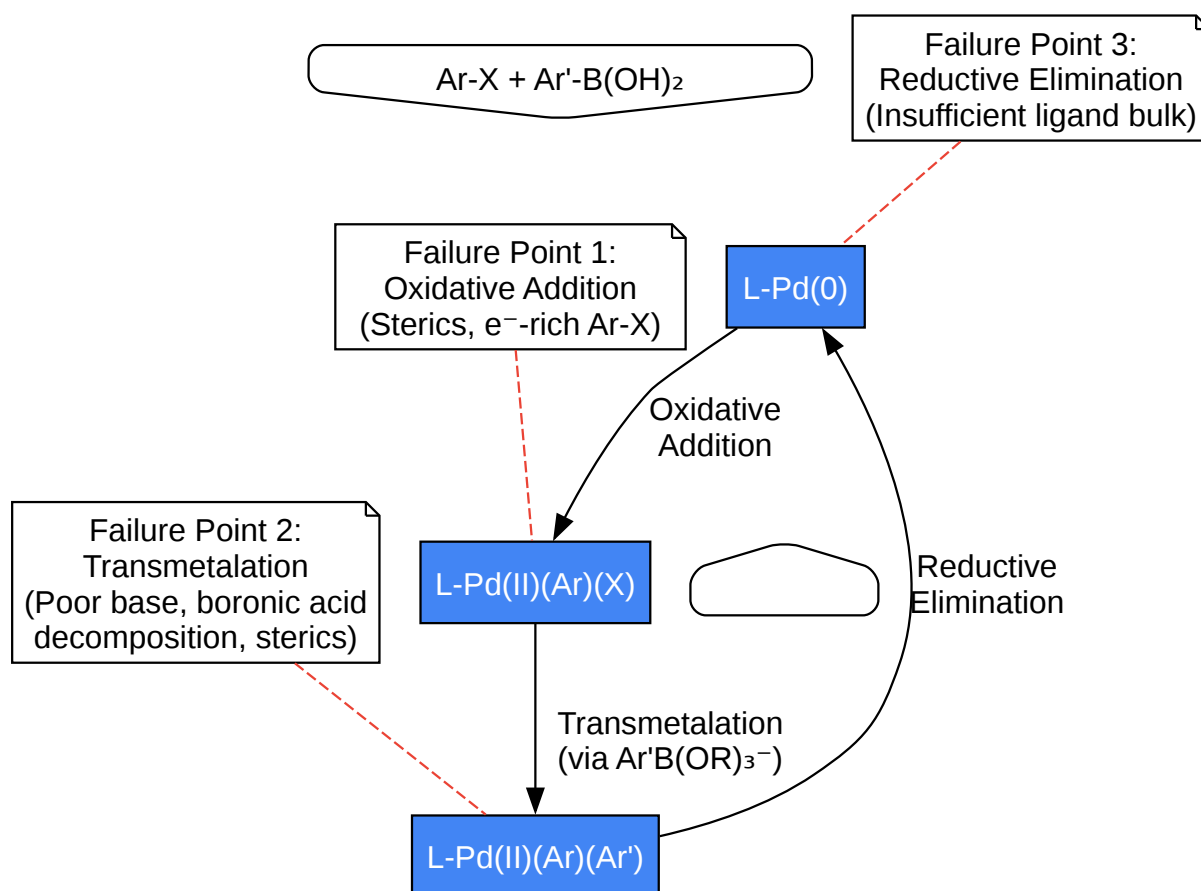 Ar-X + Ar'-B(OH)₂
Failure Point 3:
Reductive Elimination
(Insufficient ligand bulk)
Failure Point 1:
Oxidative Addition
(Sterics, e⁻-rich Ar-X)
L-Pd(0)
Oxidative
Addition
Failure Point 2:
Transmetalation
(Poor base, boronic acid
decomposition, sterics)
L-Pd(II)(Ar)(X)
Reductive
Elimination
Transmetalation
(via Ar'B(OR)₃⁻)
L-Pd(II)(Ar)(Ar')